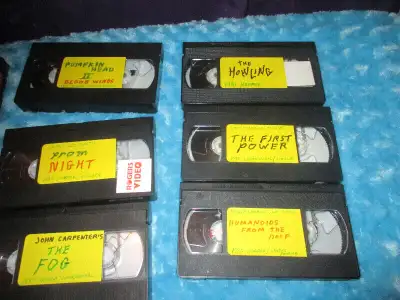 PUMPKIN
HEAD
II
BLOOD WINGS
THE
HOWLING
PROM
NIGHT
ROGERS
VIDEO
THE FIRST
POWER
JOHN CARPENTER'S
THE
FOG
HUMANOIDS
FROM THE
DEEP